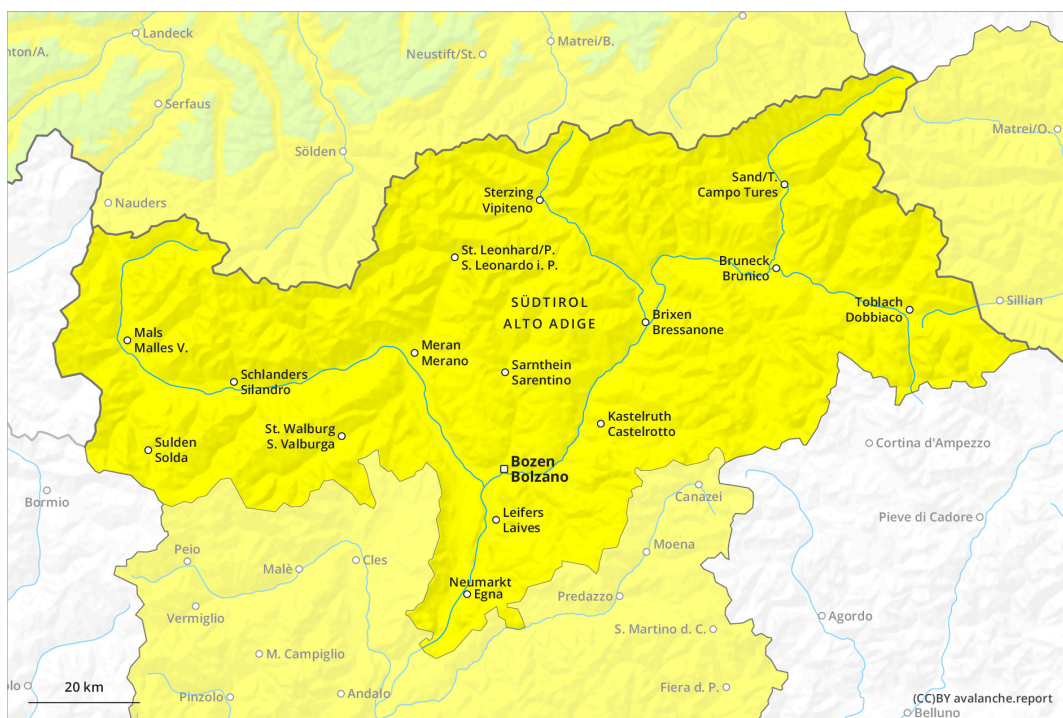 Landeck
nton/A.
Neustift/St.
Matrei/B.
Serfaus
Sölden
Matrei/O.
Nauders
Sterzing
Vipiteno
Sand/T.
Campo Tures
St. Leonhard/P.
S. Leonardo i. P.
Bruneck
Brunico
SÜDTIROL
ALTO ADIGE
Toblach
Dobbiaco
Sillian
Brixen
Bressanone
Mals
Malles V.
Meran
Merano
Sarnthein
Sarentino
Schlanders
Silandro
St. Walburg
S. Valburga
Kastelruth
Castelrotto
Sulden
Solda
Cortina d'Ampezzo
Bozen
Bolzano
Bormio
Canazei
Leifers
Laives
Pieve di Cadore
Peio
Cles
Moena
Malè
Neumarkt
Egna
Predazzo
Vermiglio
Agordo
S. Martino d. C.
M. Campiglio
olo
20 km
Pinzolo
Andalo
Fiera d. P.
(CC)BY avalanche.report
Belluno